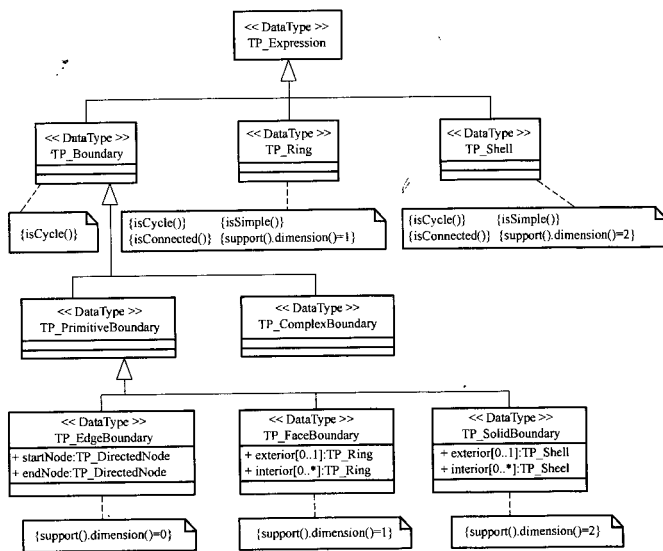 << DataType >>
TP_Expression
<< DataType >>
TP_Boundary
<< DataType >>
TP_Ring
<< DataType >>
TP_Shell
{isCycle()}
{isCycle()} {isSimple()}
{isConnected()} {support().dimension()=1}
{isCycle()} {isSimple()}
{isConnected()} {support().dimension()=2}
<< DataType >>
TP_PrimitiveBoundary
<< DataType >>
TP_ComplexBoundary
<< DataType >>
TP_EdgeBoundary
+ startNode:TP_DirectedNode
+ endNode:TP_DirectedNode
<< DataType >>
TP_FaceBoundary
+ exterior[0..1]:TP_Ring
+ interior[0..*]:TP_Ring
<< DataType >>
TP_SolidBoundary
+ exterior[0..1]:TP_Shell
+ interior[0..*]:TP_Sheel
{support().dimension()=0}
{support().dimension()=1}
{support().dimension()=2}